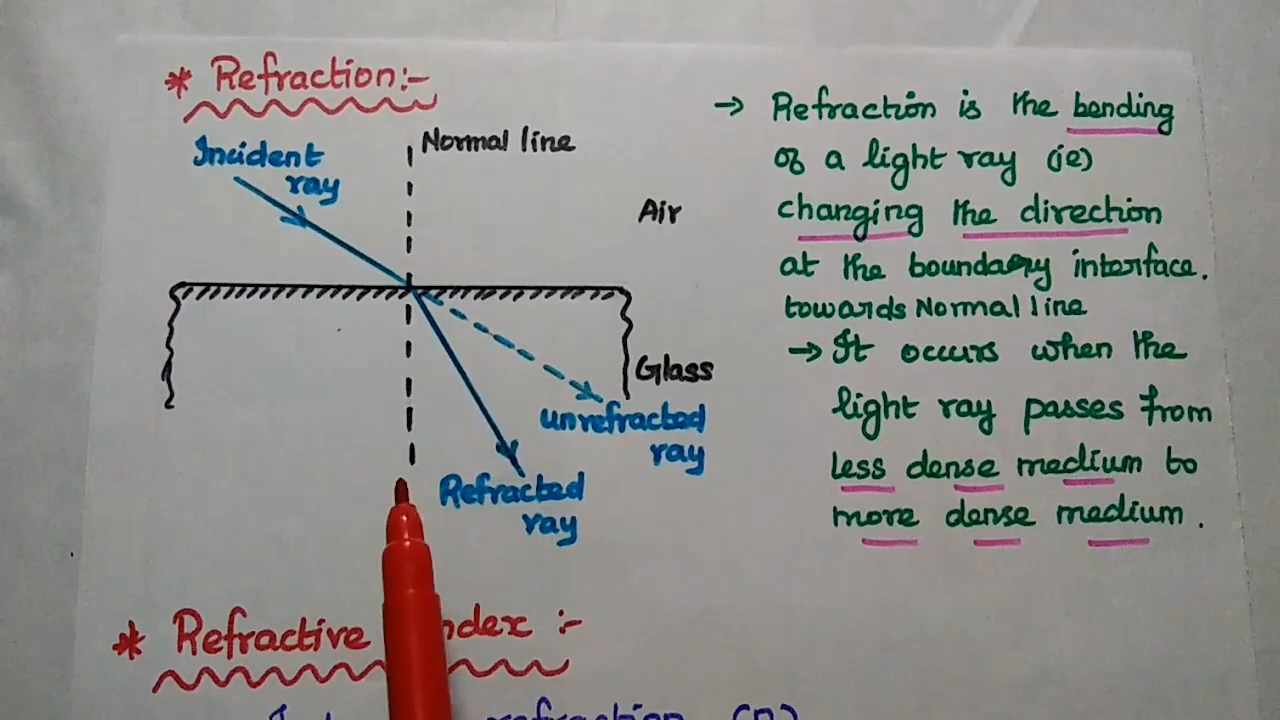 * Refraction:-
Incident
ray
Normal line
Air
Glass
unrefracted
ray
Refracted
ray
→ Refraction is the bending
of a light ray (ie)
changing the direction
at the boundary interface.
towards Normal line
→ It occurs when the
light ray passes from
less dense medium to
more dense medium.
* Refractive ndex :-
refraction (n)